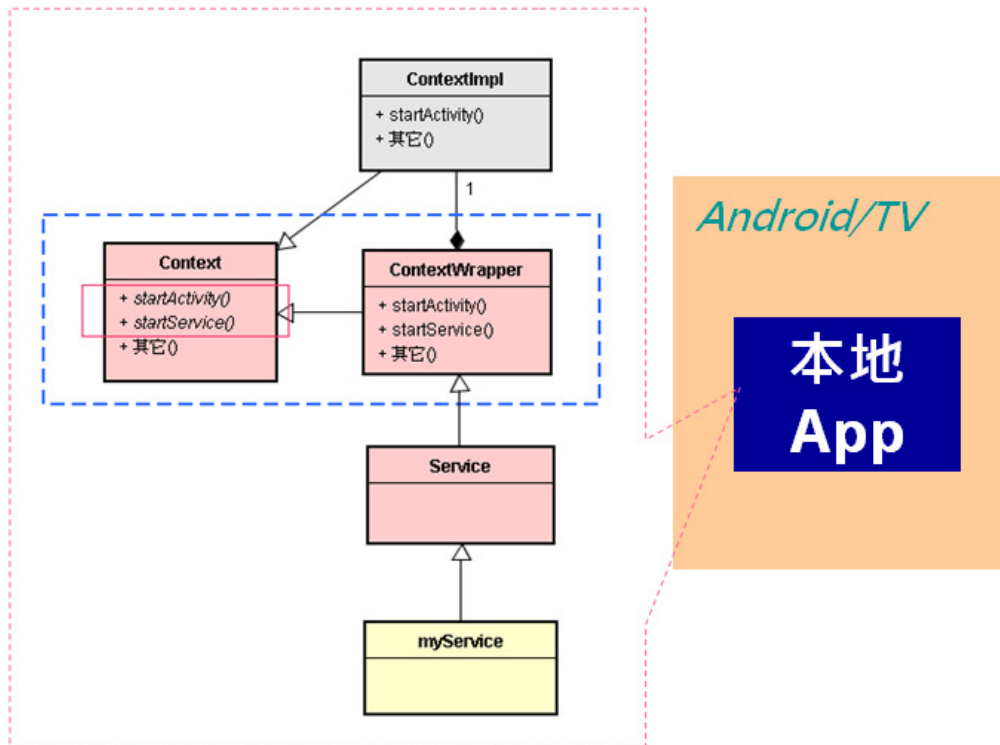 ContextImpl
+ startActivity()
+ 其它()
1
Context
+ startActivity()
+ startService()
+ 其它()
ContextWrapper
+ startActivity()
+ startService()
+ 其它()
Service
myService
Android/TV
本地
App